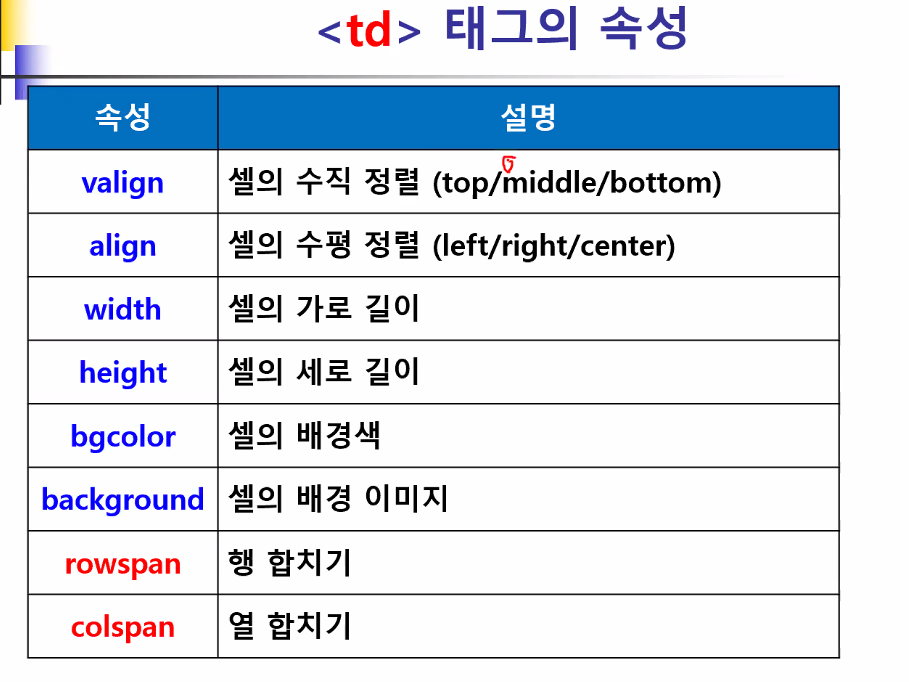 <td> 태그의 속성
속성 설명
valign 셀의 수직 정렬 (top/middle/bottom)
align 셀의 수평 정렬 (left/right/center)
width 셀의 가로 길이
height 셀의 세로 길이
bgcolor 셀의 배경색
background 셀의 배경 이미지
rowspan 행 합치기
colspan 열 합치기